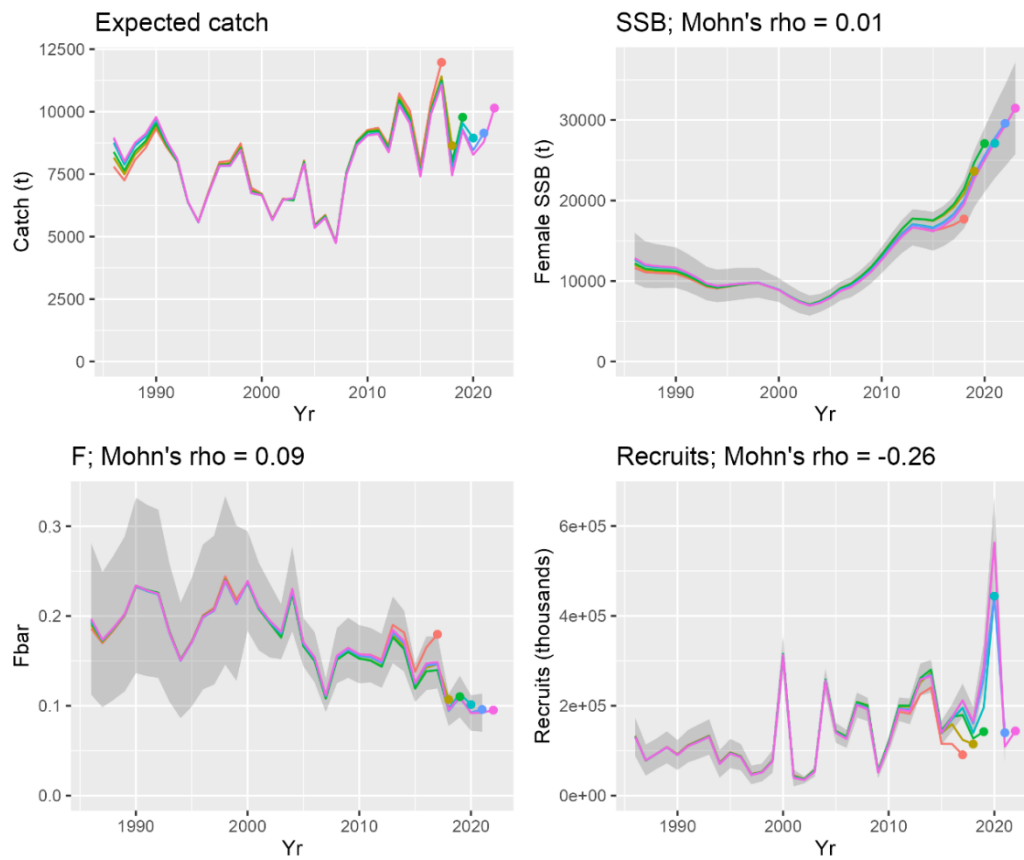 Expected catch
12500
10000
7500
5000
2500
0
Catch (t)
1990
2000
2010
2020
Yr
SSB; Mohn's rho = 0.01
30000
20000
10000
0
Female SSB (t)
1990
2000
2010
2020
Yr
F; Mohn's rho = 0.09
0.3
0.2
0.1
0.0
Fbar
1990
2000
2010
2020
Yr
Recruits; Mohn's rho = -0.26
6e+05
4e+05
2e+05
0e+00
Recruits (thousands)
1990
2000
2010
2020
Yr